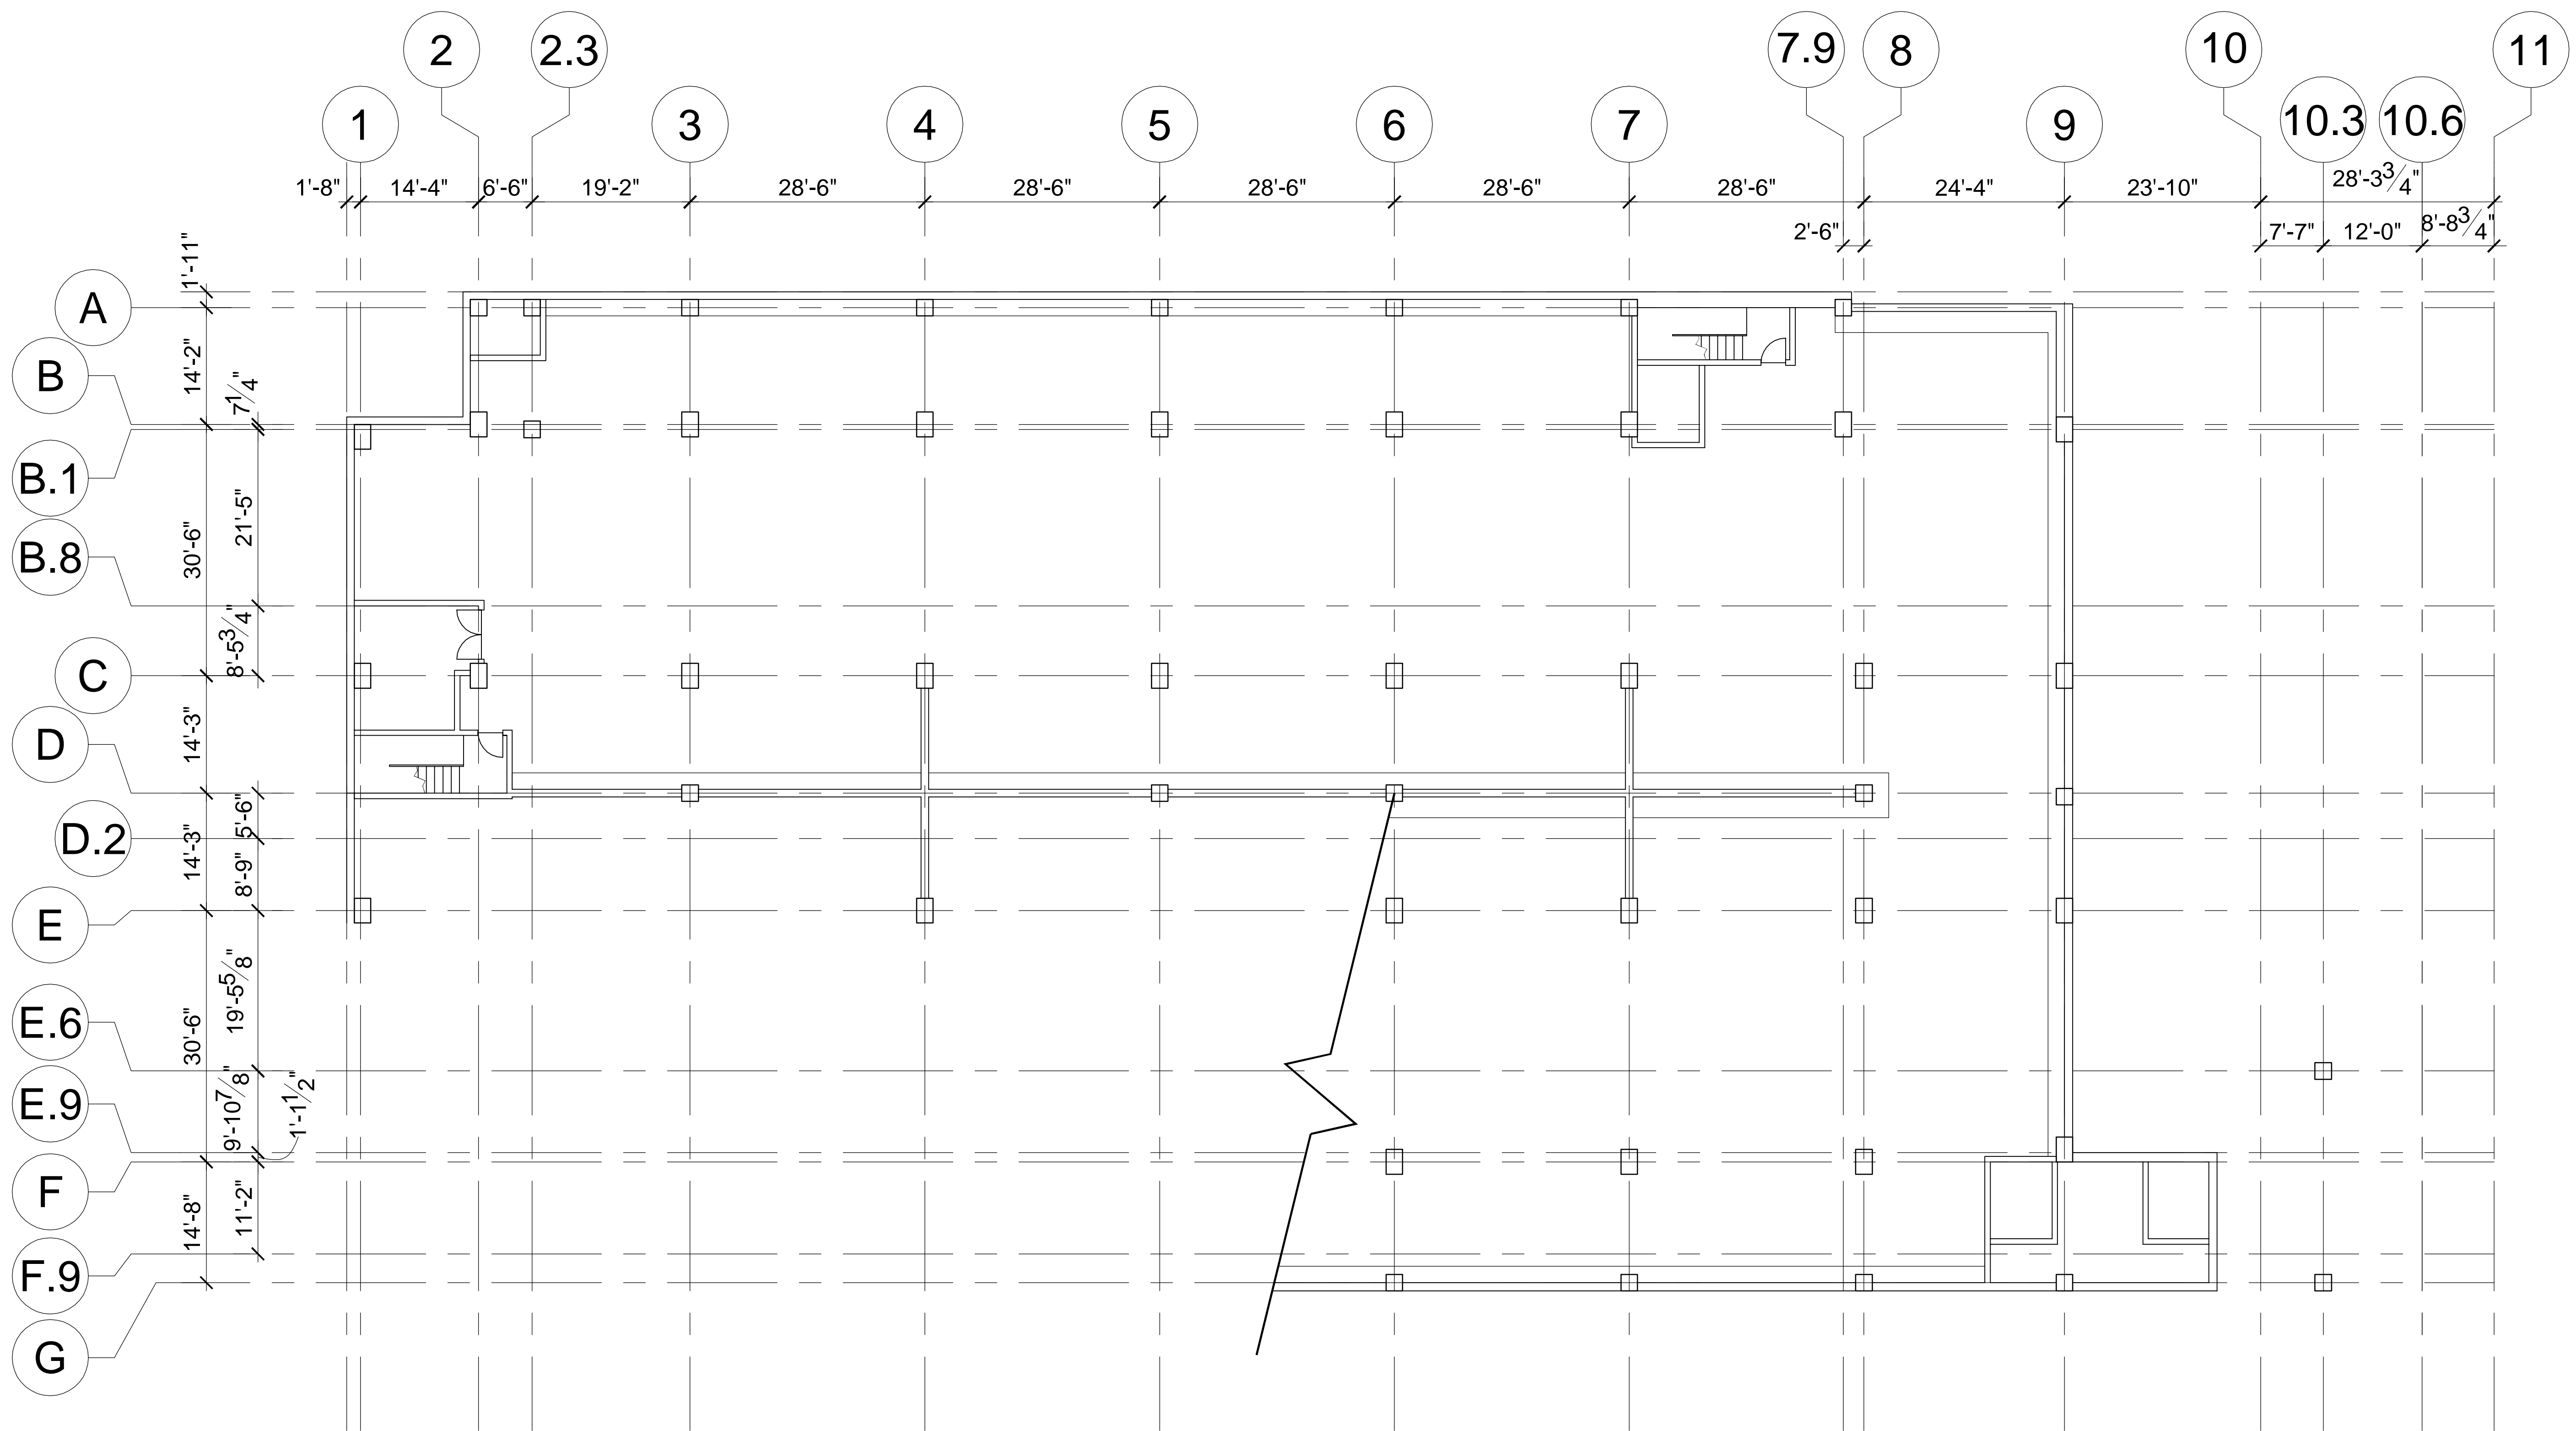 2 2.3 7.9 8 10 11
1 3 4 5 6 7 9 10.3 10.6
1'-8" 14'-4" 6'-6" 19'-2" 28'-6" 28'-6" 28'-6" 28'-6" 28'-6" 24'-4" 23'-10" 28'-3 3/4"
2'-6" 7'-7" 12'-0" 8'-8 3/4"
1'-11"
A
14'-2"
B
7 1/4"
B.1
21'-5"
30'-6"
B.8
8'-5 3/4"
C
14'-3"
D
5'-6"
D.2
14'-3"
8'-9"
E
19'-5 5/8"
E.6
30'-6"
9'-10 7/8"
1'-1 1/2"
E.9
F
14'-8"
11'-2"
F.9
G